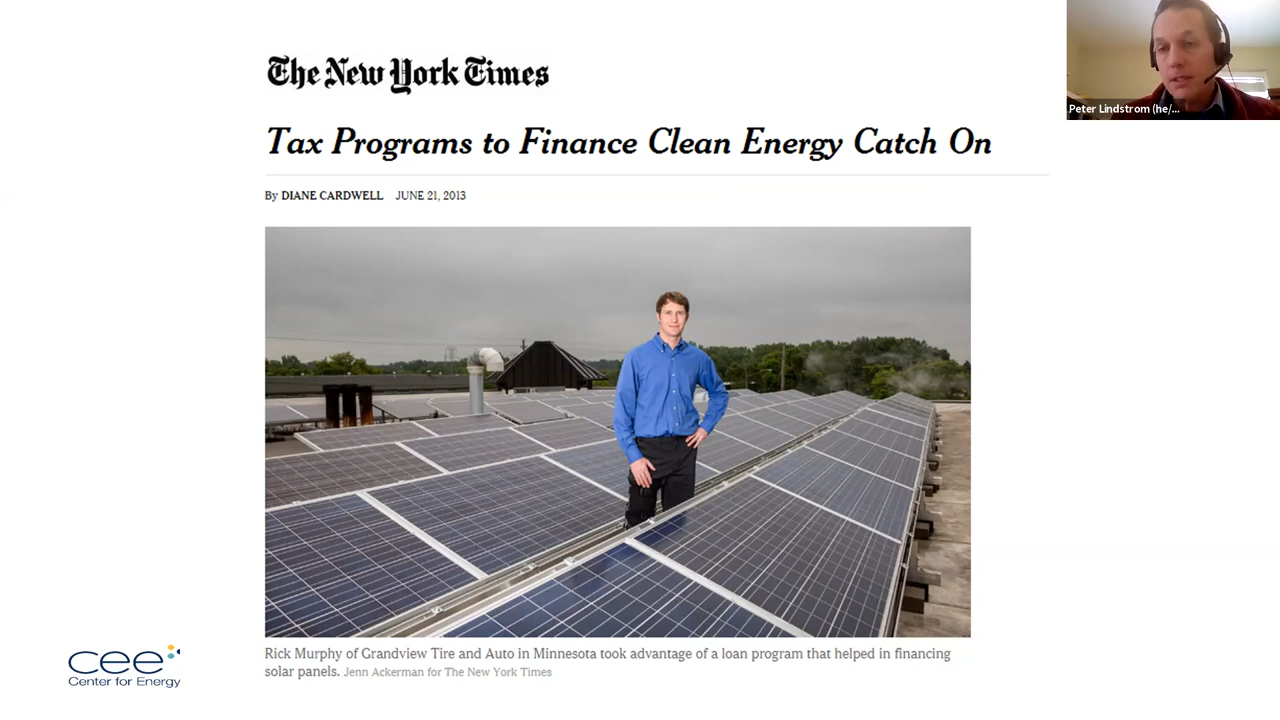 The New York Times
Tax Programs to Finance Clean Energy Catch On
By DIANE CARDWELL JUNE 21, 2013
Peter Lindstrom (he/...
Rick Murphy of Grandview Tire and Auto in Minnesota took advantage of a loan program that helped in financing
solar panels. Jenn Ackerman for The New York Times
cee
Center for Energy